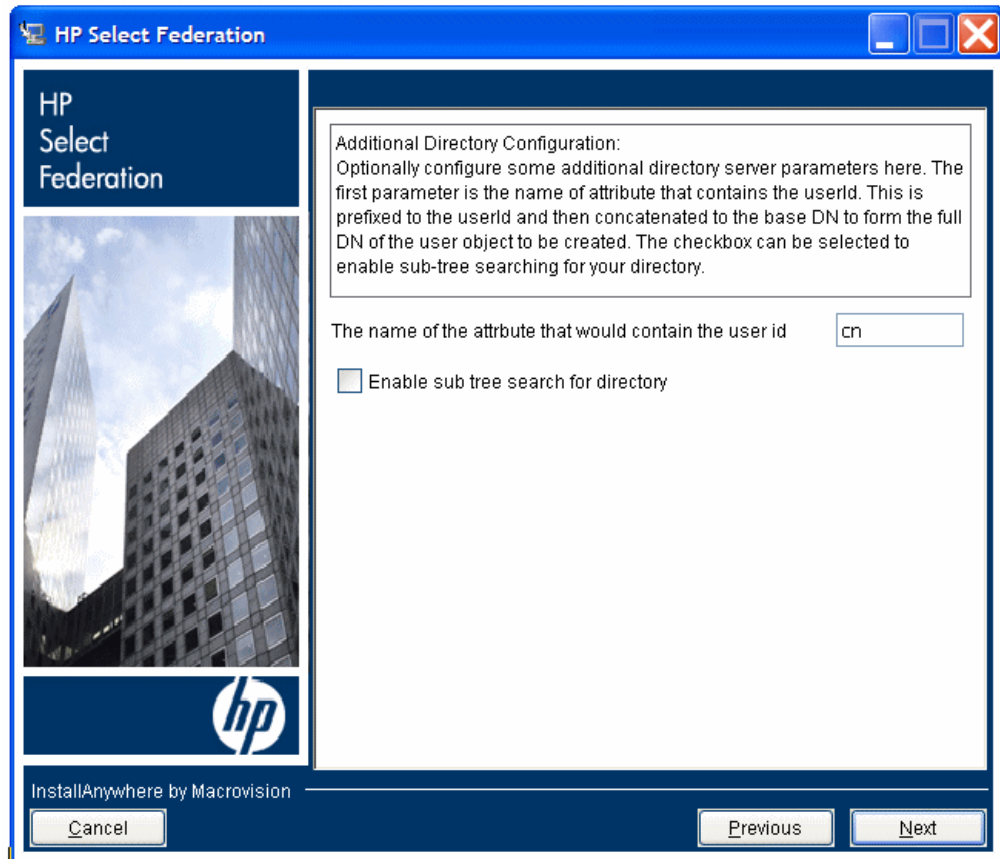 HP Select Federation
HP
Select
Federation
Additional Directory Configuration:
Optionally configure some additional directory server parameters here. The
first parameter is the name of attribute that contains the userId. This is
prefixed to the userId and then concatenated to the base DN to form the full
DN of the user object to be created. The checkbox can be selected to
enable sub-tree searching for your directory.
The name of the attrbute that would contain the user id
cn
Enable sub tree search for directory
hp
InstallAnywhere by Macrovision
Cancel
Previous
Next